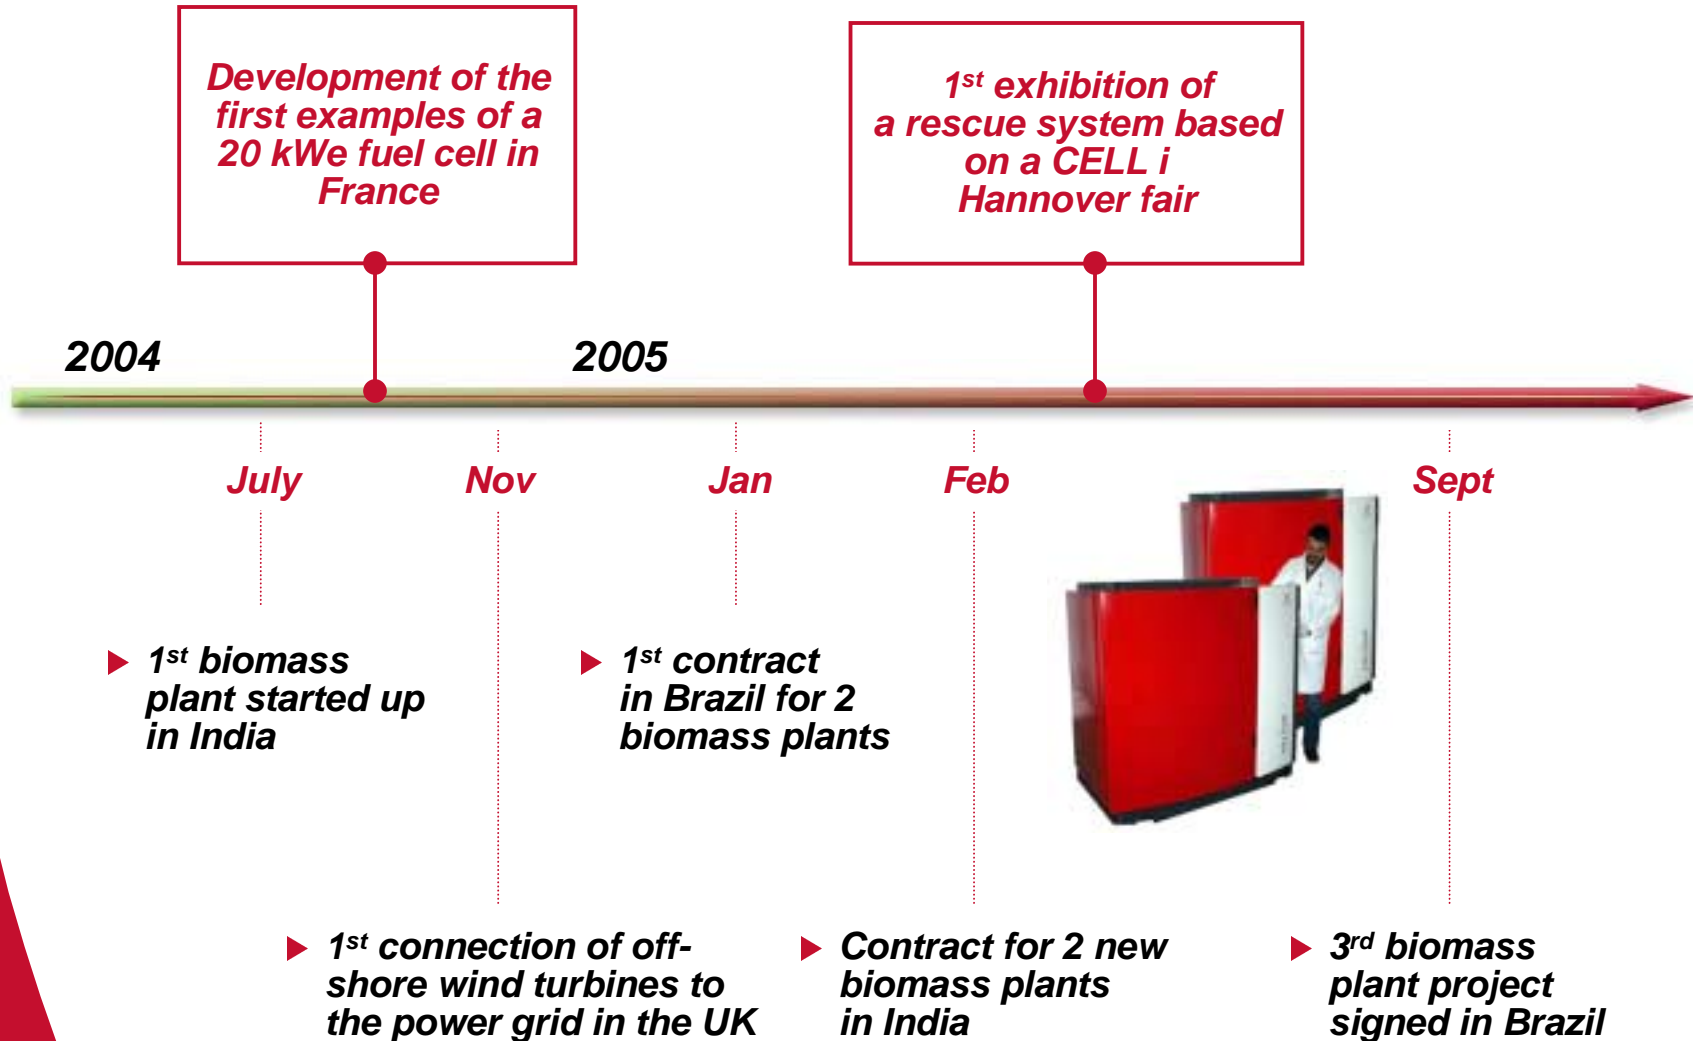 Development of the
first examples of a
20 kWe fuel cell in
France
1st exhibition of
a rescue system based
on a CELL i
Hannover fair
2004
2005
July
Nov
Jan
Feb
Sept
1st biomass
plant started up
in India
1st contract
in Brazil for 2
biomass plants
1st connection of off-
shore wind turbines to
the power grid in the UK
Contract for 2 new
biomass plants
in India
3rd biomass
plant project
signed in Brazil